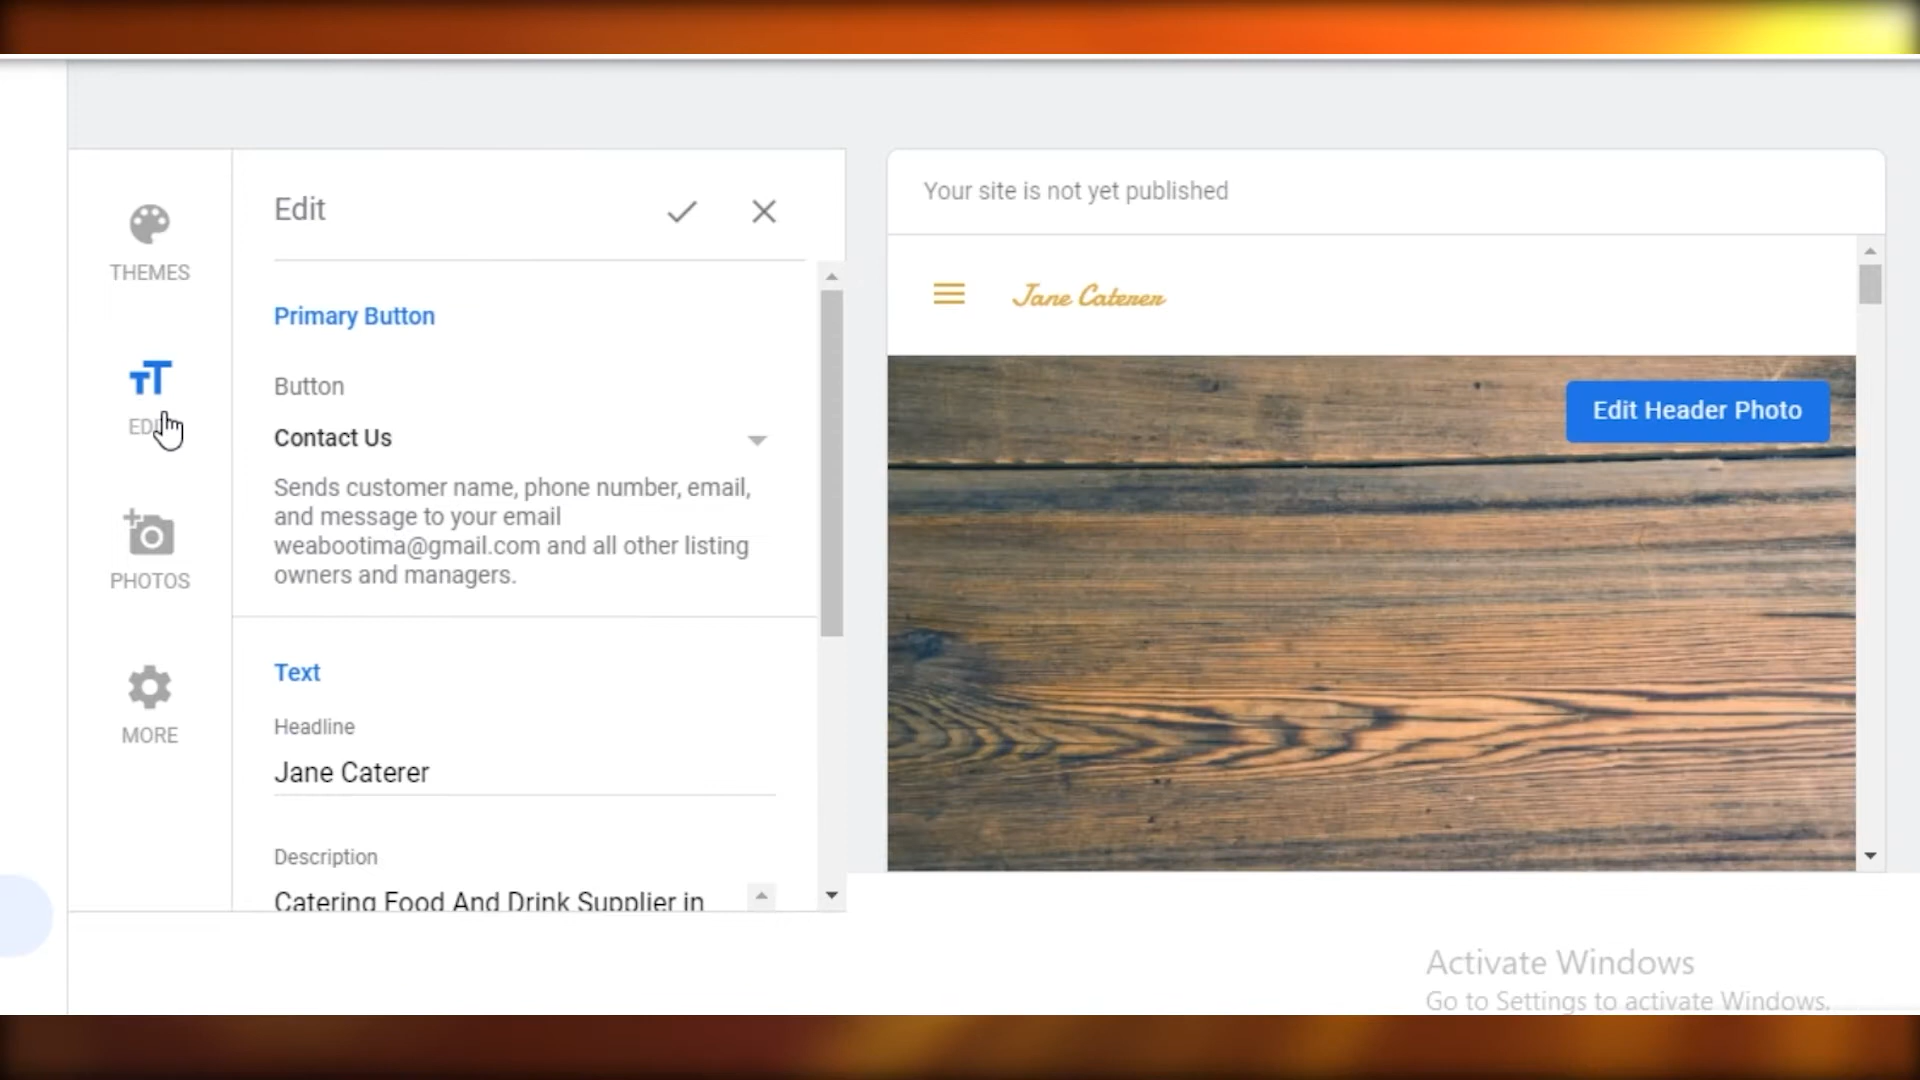 THEMES
EDIT
PHOTOS
MORE
Edit
Primary Button
Button
Contact Us
Sends customer name, phone number, email,
and message to your email
weabootima@gmail.com and all other listing
owners and managers.
Text
Headline
Jane Caterer
Description
Catering Food And Drink Supplier in
Your site is not yet published
Jane Caterer
Edit Header Photo
Activate Windows
Go to Settings to activate Windows.